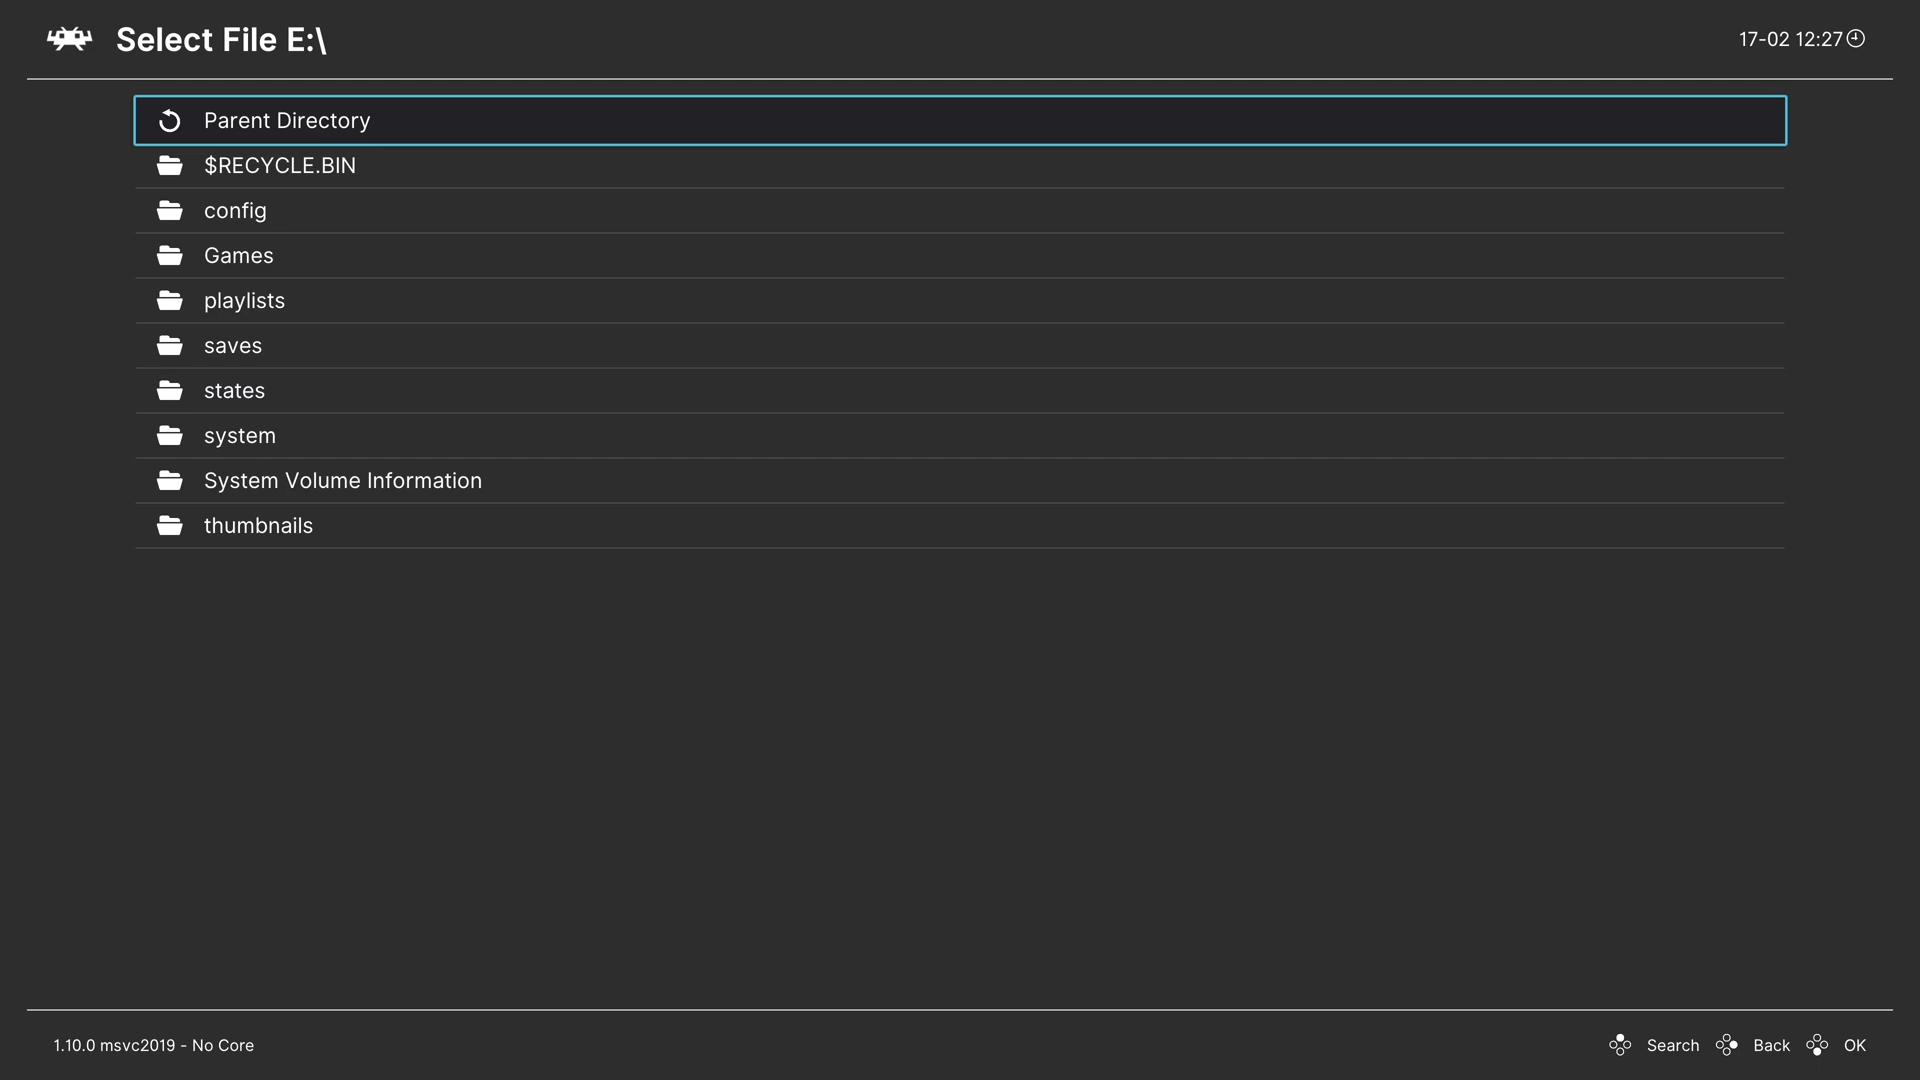 Select File E:\
17-02 12:27
Parent Directory
$RECYCLE.BIN
config
Games
playlists
saves
states
system
System Volume Information
thumbnails
1.10.0 msvc2019 - No Core
Search Back OK